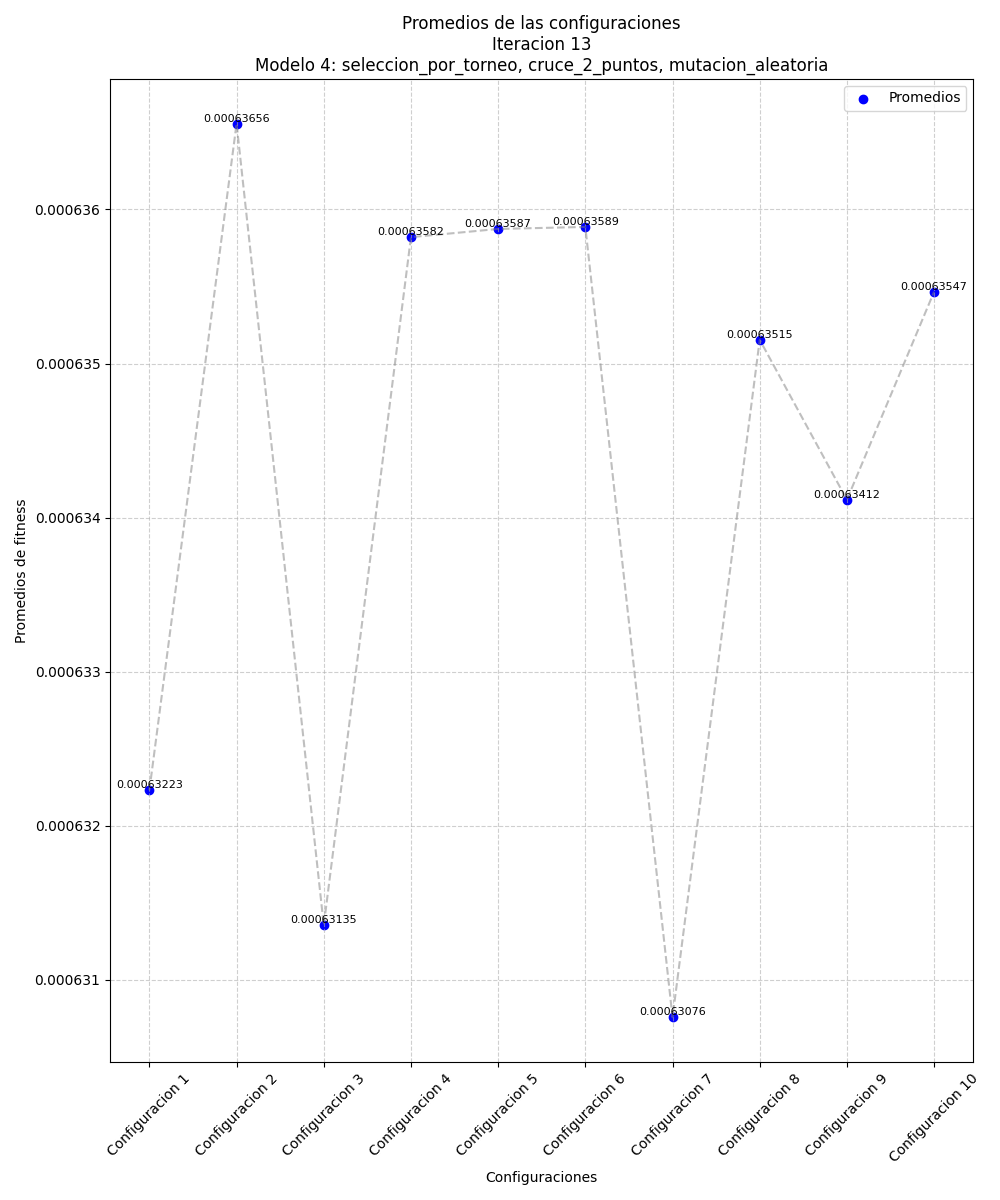 Promedios de las configuraciones
Iteracion 13
Modelo 4: seleccion_por_torneo, cruce_2_puntos, mutacion_aleatoria
Promedios
0.00063656
0.000636
0.00063582
0.00063587
0.00063589
0.00063547
0.000635
0.00063515
0.00063412
0.000634
Promedios de fitness
0.000633
0.00063223
0.000632
0.00063135
0.000631
0.00063076
Configuracion 1
Configuracion 2
Configuracion 3
Configuracion 4
Configuracion 5
Configuracion 6
Configuracion 7
Configuracion 8
Configuracion 9
Configuracion 10
Configuraciones